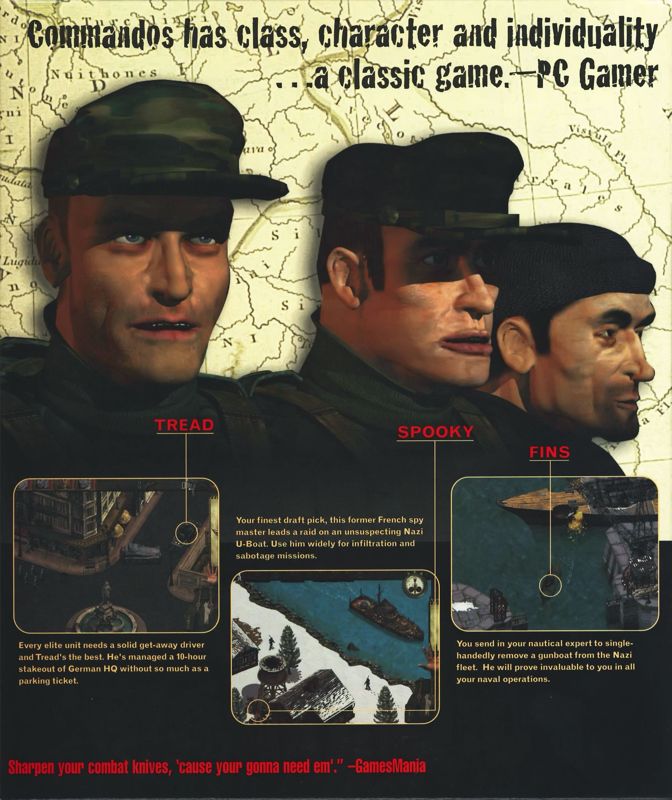 Commandos has class, character and individuality
. . .a classic game.—PC Gamer
Nuithones
Vistula Fl.
Si
Si
NI
TREAD
SPOOKY
FINS
Your finest draft pick, this former French spy
master leads a raid on an unsuspecting Nazi
U-Boat. Use him widely for infiltration and
sabotage missions.
Every elite unit needs a solid get-away driver
and Tread's the best. He's managed a 10-hour
stakeout of German HQ without so much as a
parking ticket.
You send in your nautical expert to single-
handedly remove a gunboat from the Nazi
fleet. He will prove invaluable to you in all
your naval operations.
Sharpen your combat knives, 'cause your gonna need em'." –GamesMania